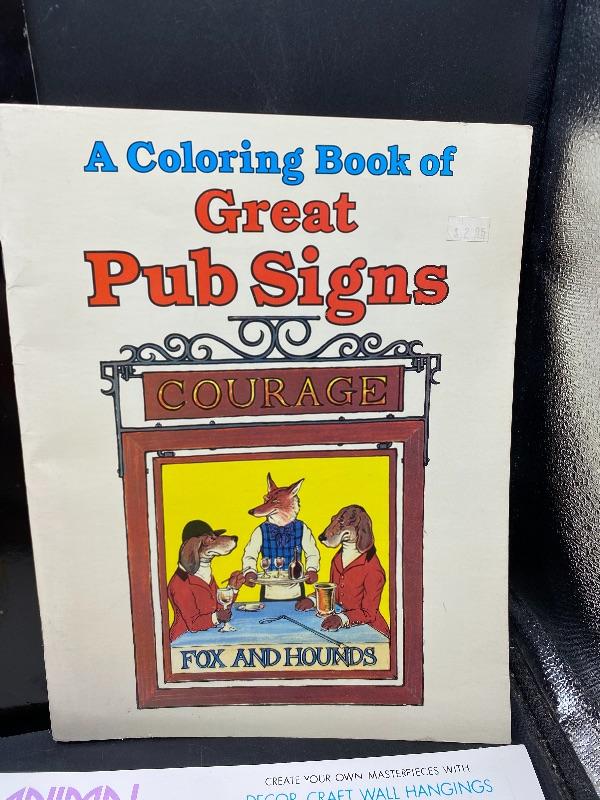 A Coloring Book of
Great
Pub Signs
$ 2.95
COURAGE
FOX AND HOUNDS
CREATE YOUR OWN MASTERPIECES WITH
ANIMAL
DECOR CRAFT WALL HANGINGS